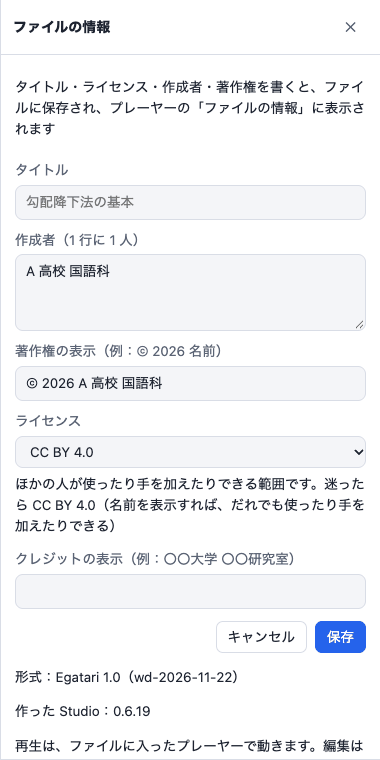 ファイルの情報
タイトル・ライセンス・作成者・著作権を書くと、ファイ
ルに保存され、プレーヤーの「ファイルの情報」に表示さ
れます
タイトル
勾配降下法の基本
作成者（1 行に 1 人）
A 高校 国語科
著作権の表示（例：© 2026 名前）
© 2026 A 高校 国語科
ライセンス
CC BY 4.0
ほかの人が使ったり手を加えたりできる範囲です。迷った
ら CC BY 4.0（名前を表示すれば、だれでも使ったり手を
加えたりできる）
クレジットの表示（例：〇〇大学 〇〇研究室）
キャンセル
保存
形式：Egatari 1.0（wd-2026-11-22）
作った Studio：0.6.19
再生は、ファイルに入ったプレーヤーで動きます。編集は